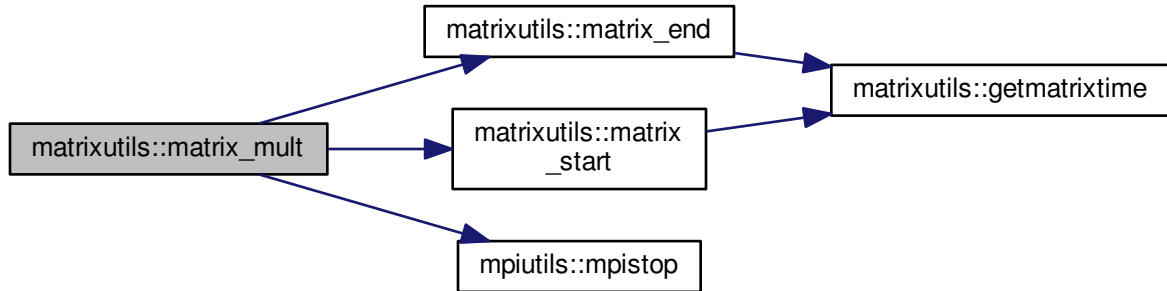 matrixutils::matrix_end
matrixutils::getmatrixtime
matrixutils::matrix_mult
matrixutils::matrix
_start
mpiutils::mpistop